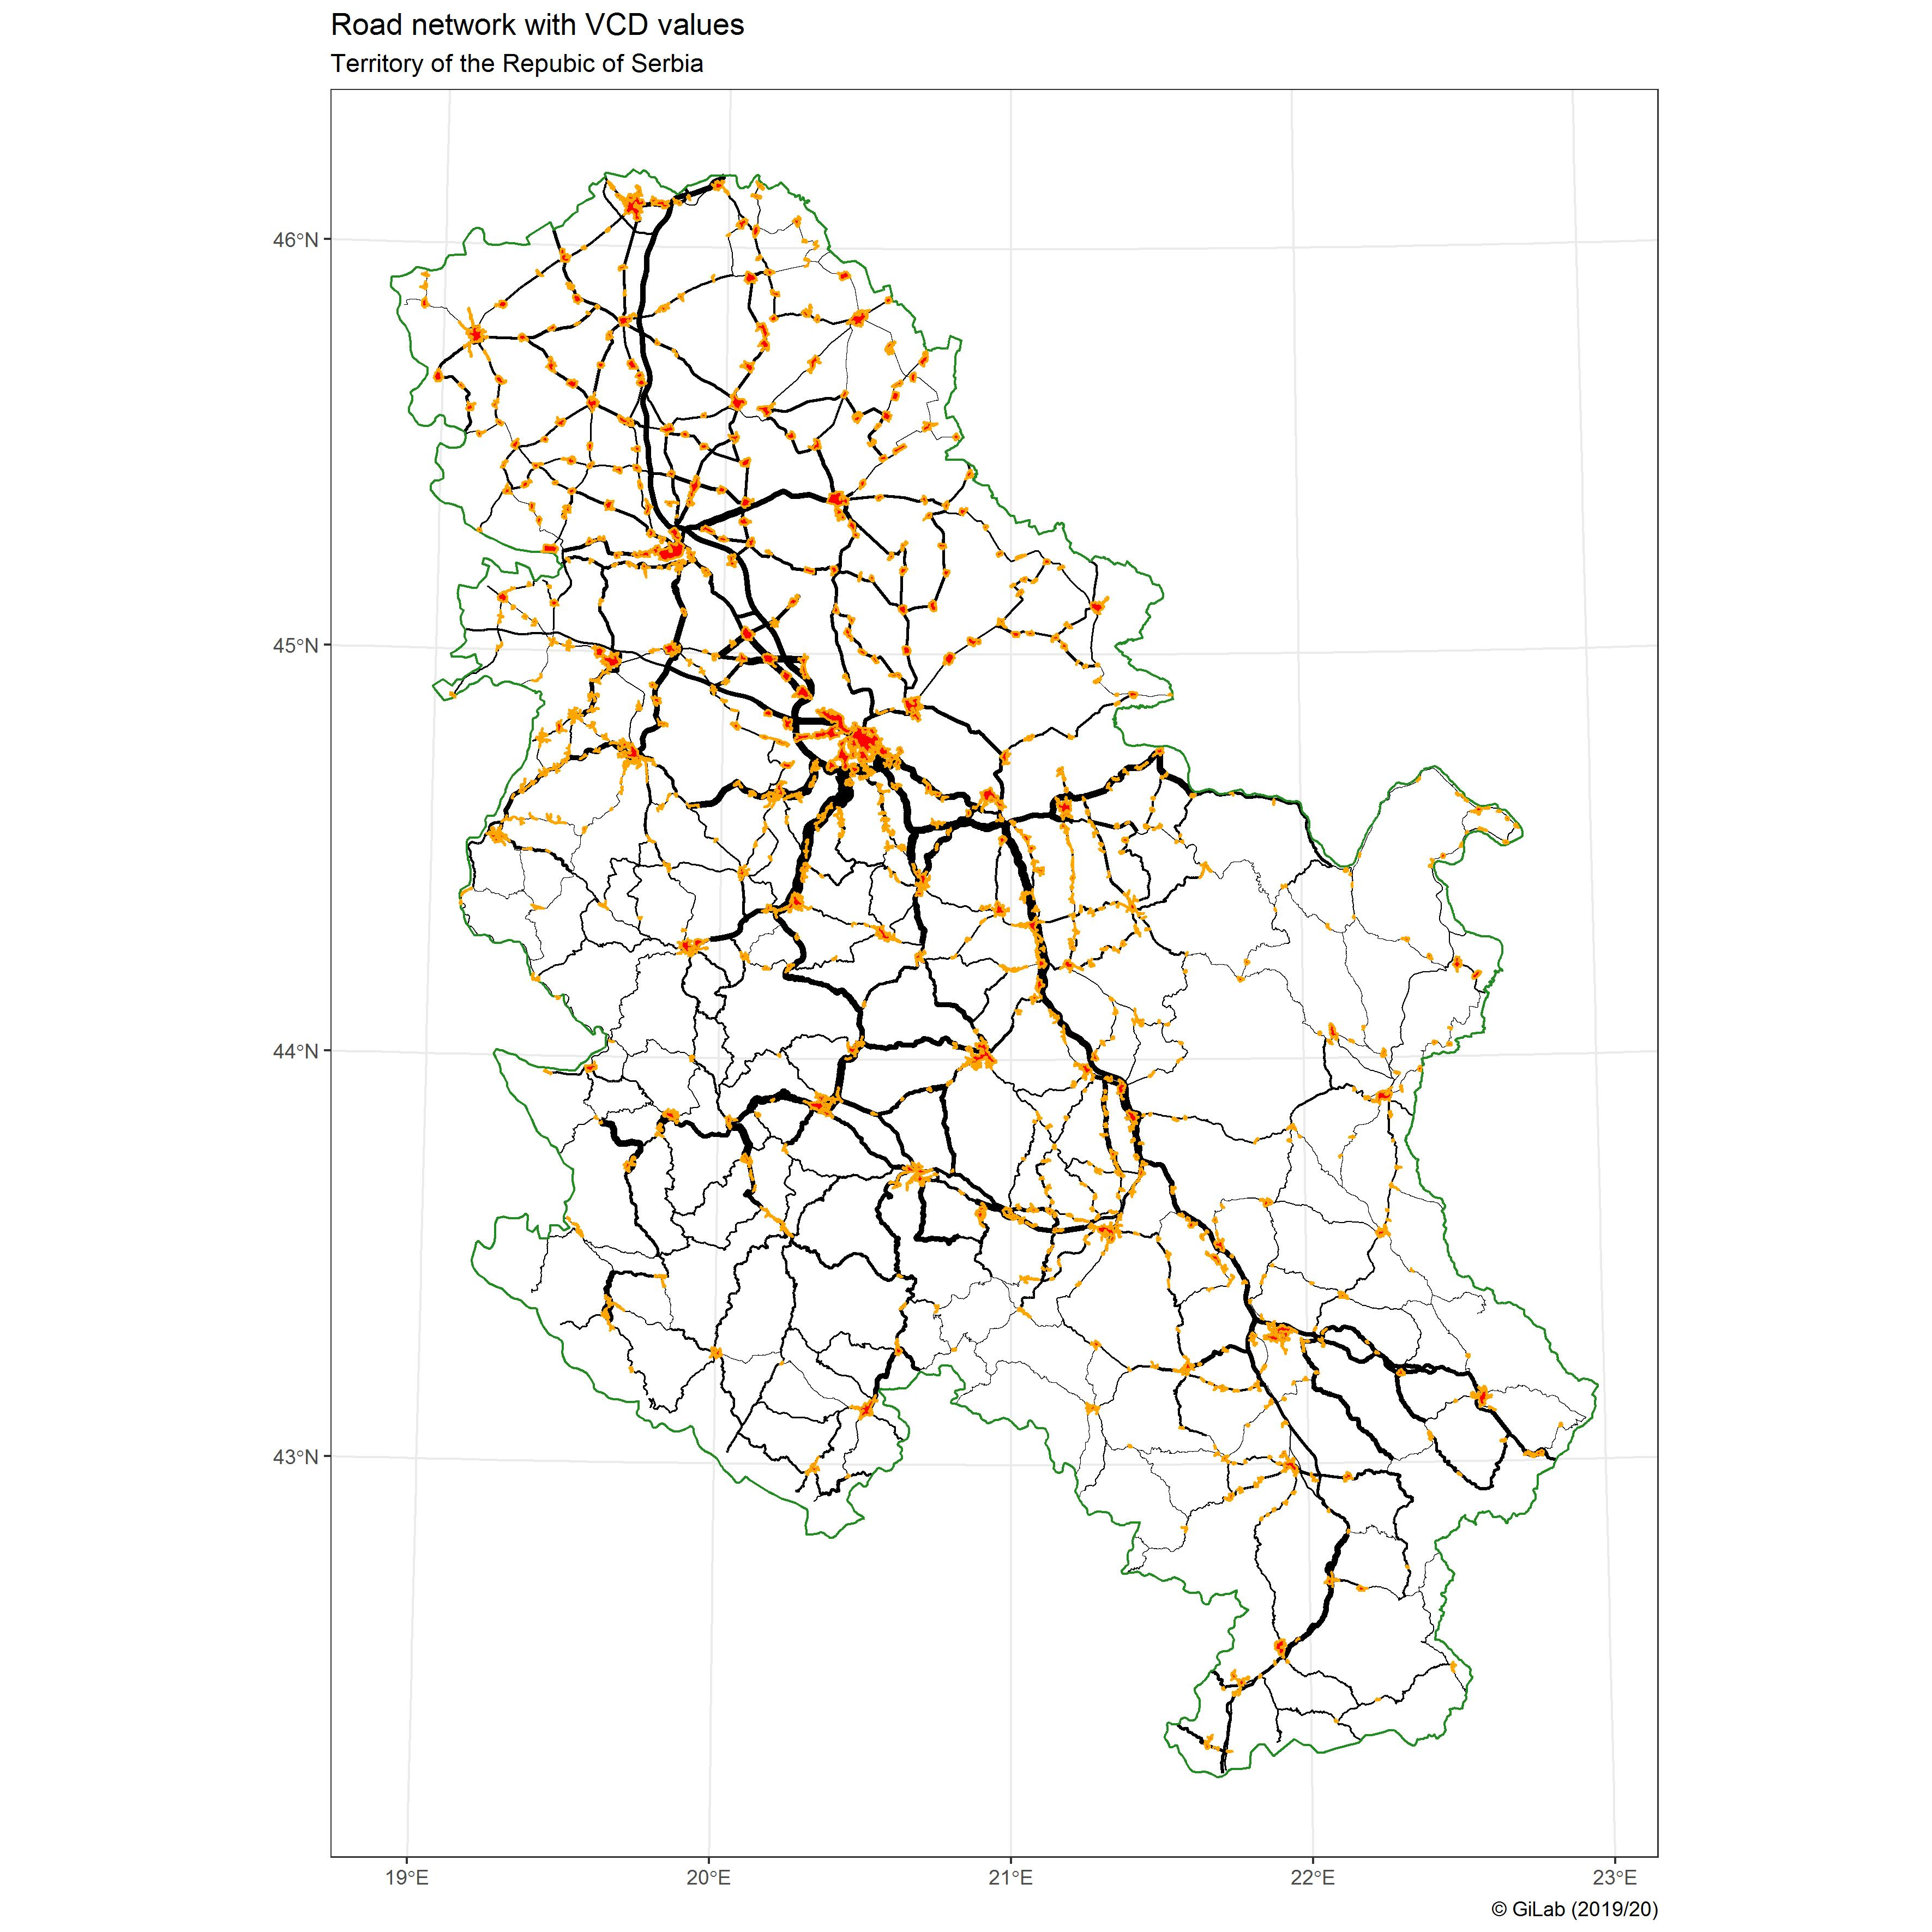 Road network with VCD values
Territory of the Repubic of Serbia
46°N
45°N
44°N
43°N
19°E
20°E
21°E
22°E
23°E
© GiLab (2019/20)